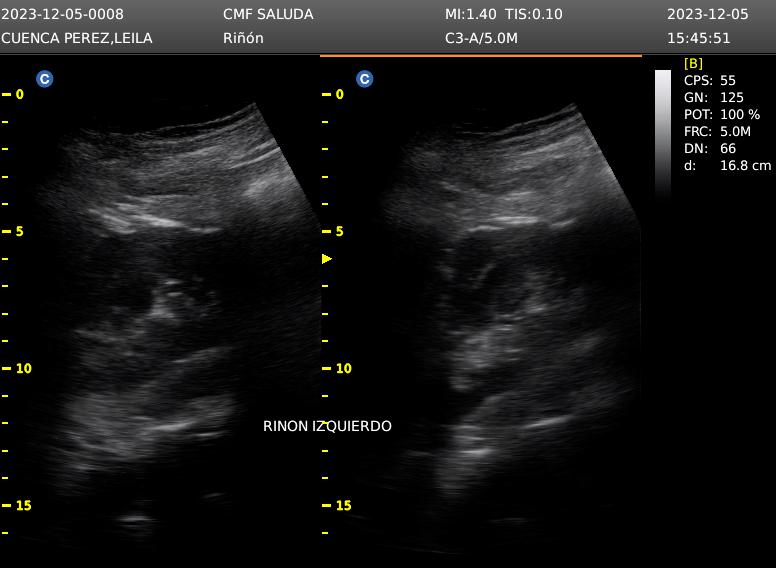 2023-12-05-0008 CMF SALUDA MI:1.40 TIS:0.10 2023-12-05
CUENCA PEREZ,LEILA Riñón C3-A/5.0M 15:45:51
C C
[B]
0 0
CPS: 55
GN: 125
POT: 100 %
FRC: 5.0M
DN: 66
d: 16.8 cm
5 5
10 10
RINON IZQUIERDO
15 15